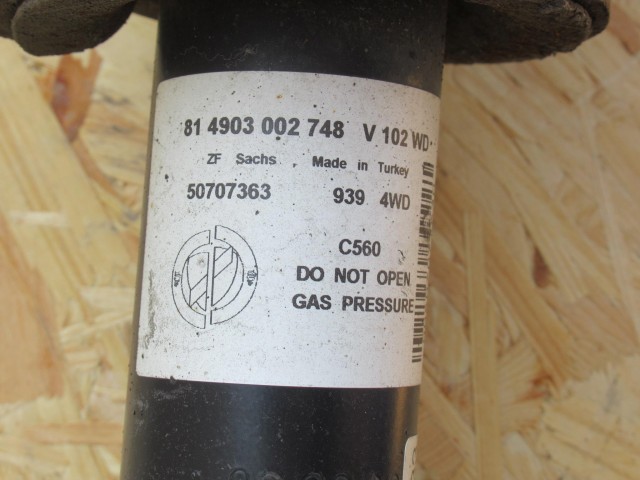 81 4903 002 748 V 102 WD
ZF Sachs , Made in Turkey
50707363 939 4WD
C560
DO NOT OPEN
GAS PRESSURE